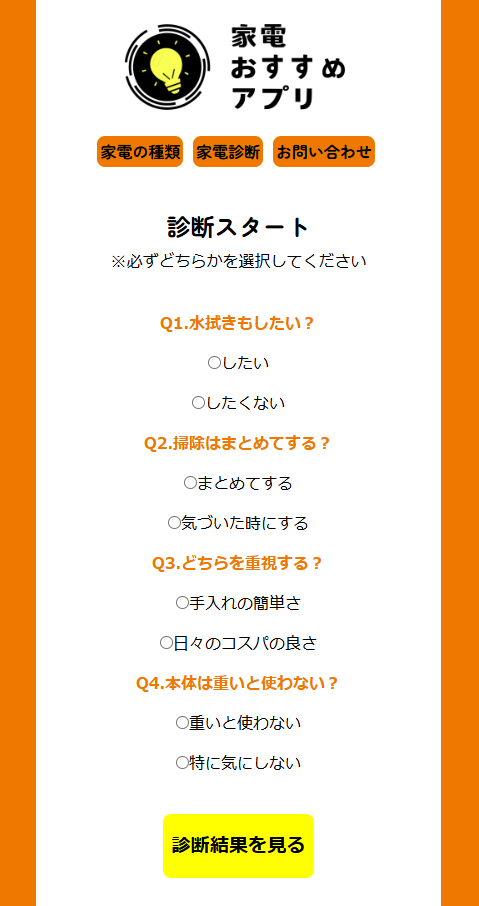 家電
おすすめ
アプリ
家電の種類 家電診断 お問い合わせ
診断スタート
※必ずどちらかを選択してください
Q1.水拭きもしたい？
したい
したくない
Q2.掃除はまとめてする？
まとめてする
気づいた時にする
Q3.どちらを重視する？
手入れの簡単さ
日々のコスパの良さ
Q4.本体は重いと使わない？
重いと使わない
特に気にしない
診断結果を見る